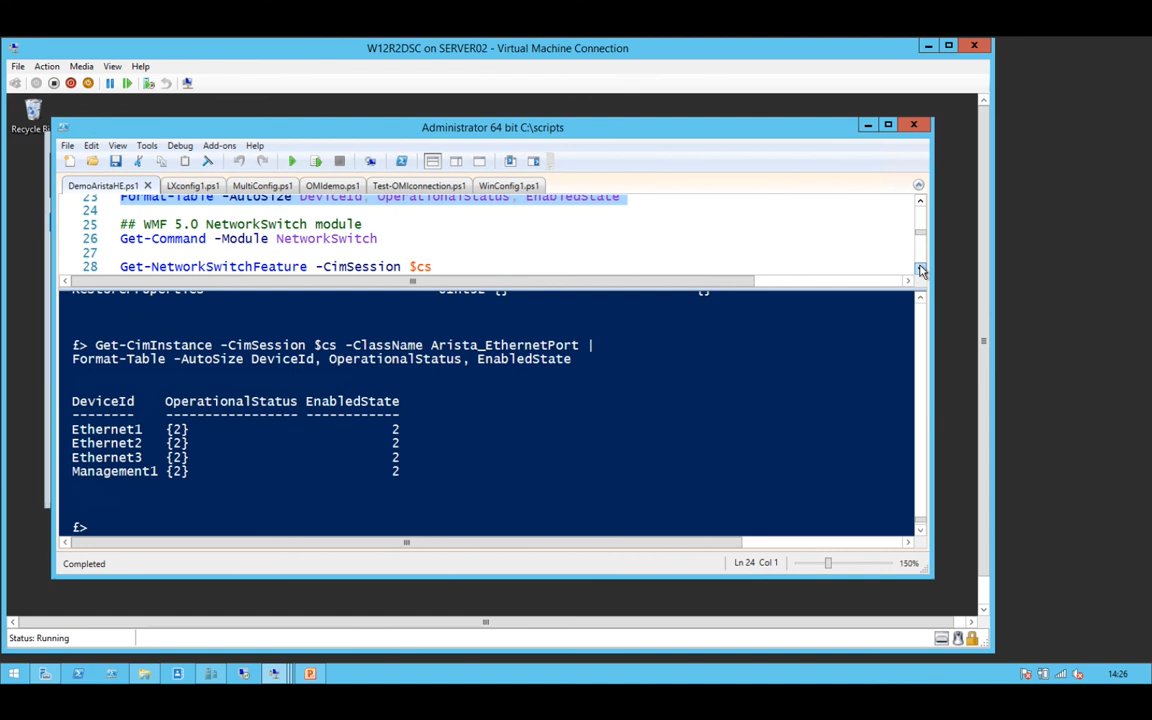 W12R2DSC on SERVER02 - Virtual Machine Connection
File Action Media View Help
Recycle Bi
Administrator 64 bit C:\scripts
File Edit View Tools Debug Add-ons Help
DemoAristaHE.ps1 LXconfig1.ps1 MultiConfig.ps1 OMIdemo.ps1 Test-OMIconnection.ps1 WinConfig1.ps1
23 Format-Table -AutoSize DeviceId, OperationalStatus, EnabledState
24
25 ## WMF 5.0 NetworkSwitch module
26 Get-Command -Module NetworkSwitch
27
28 Get-NetworkSwitchFeature -CimSession $cs
RestoreProperties UInt32 {} {}
£> Get-CimInstance -CimSession $cs -ClassName Arista_EthernetPort |
Format-Table -AutoSize DeviceId, OperationalStatus, EnabledState
DeviceId OperationalStatus EnabledState
-------- ----------------- ------------
Ethernet1 {2} 2
Ethernet2 {2} 2
Ethernet3 {2} 2
Management1 {2} 2
£>
Completed Ln 24 Col 1 150%
Status: Running
14:26